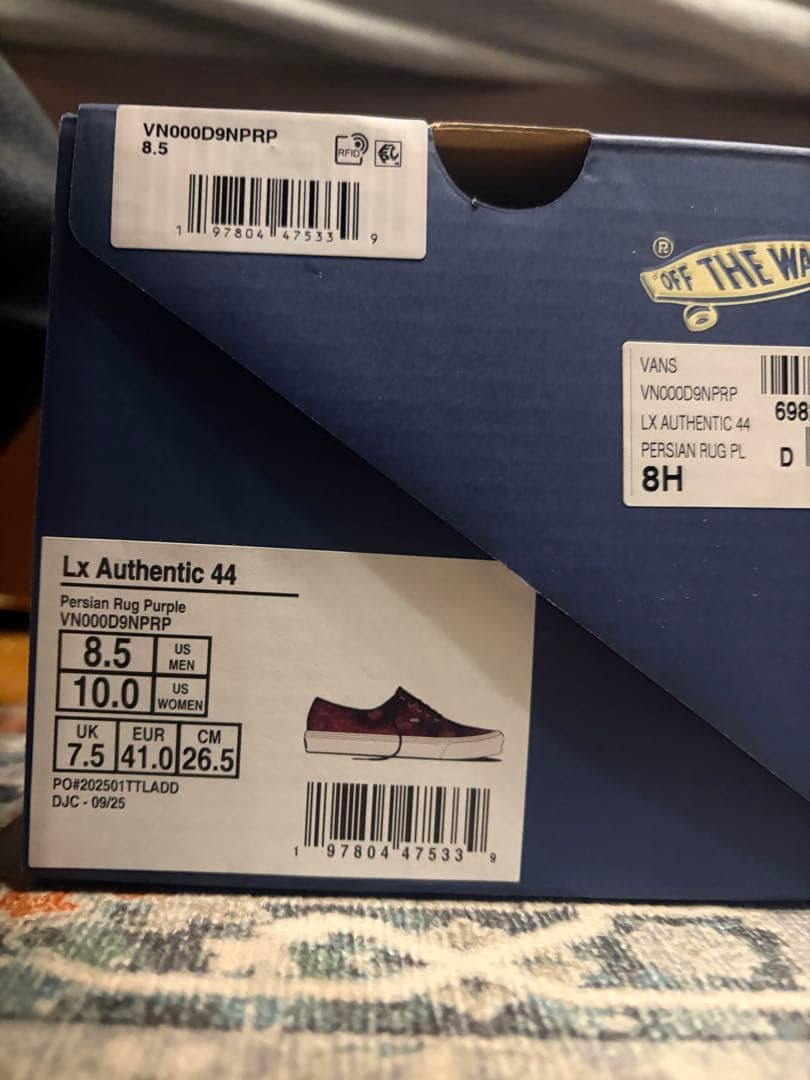 VN000D9NPRP
8.5
RFID
1 97804 47533 9
®
"OFF THE WA
VANS
VN000D9NPRP
LX AUTHENTIC 44
PERSIAN RUG PL
8H
698
D
Lx Authentic 44
Persian Rug Purple
VN000D9NPRP
8.5 US MEN
10.0 US WOMEN
UK EUR CM
7.5 41.0 26.5
PO#202501TTLADD
DJC - 09/25
1 97804 47533 9